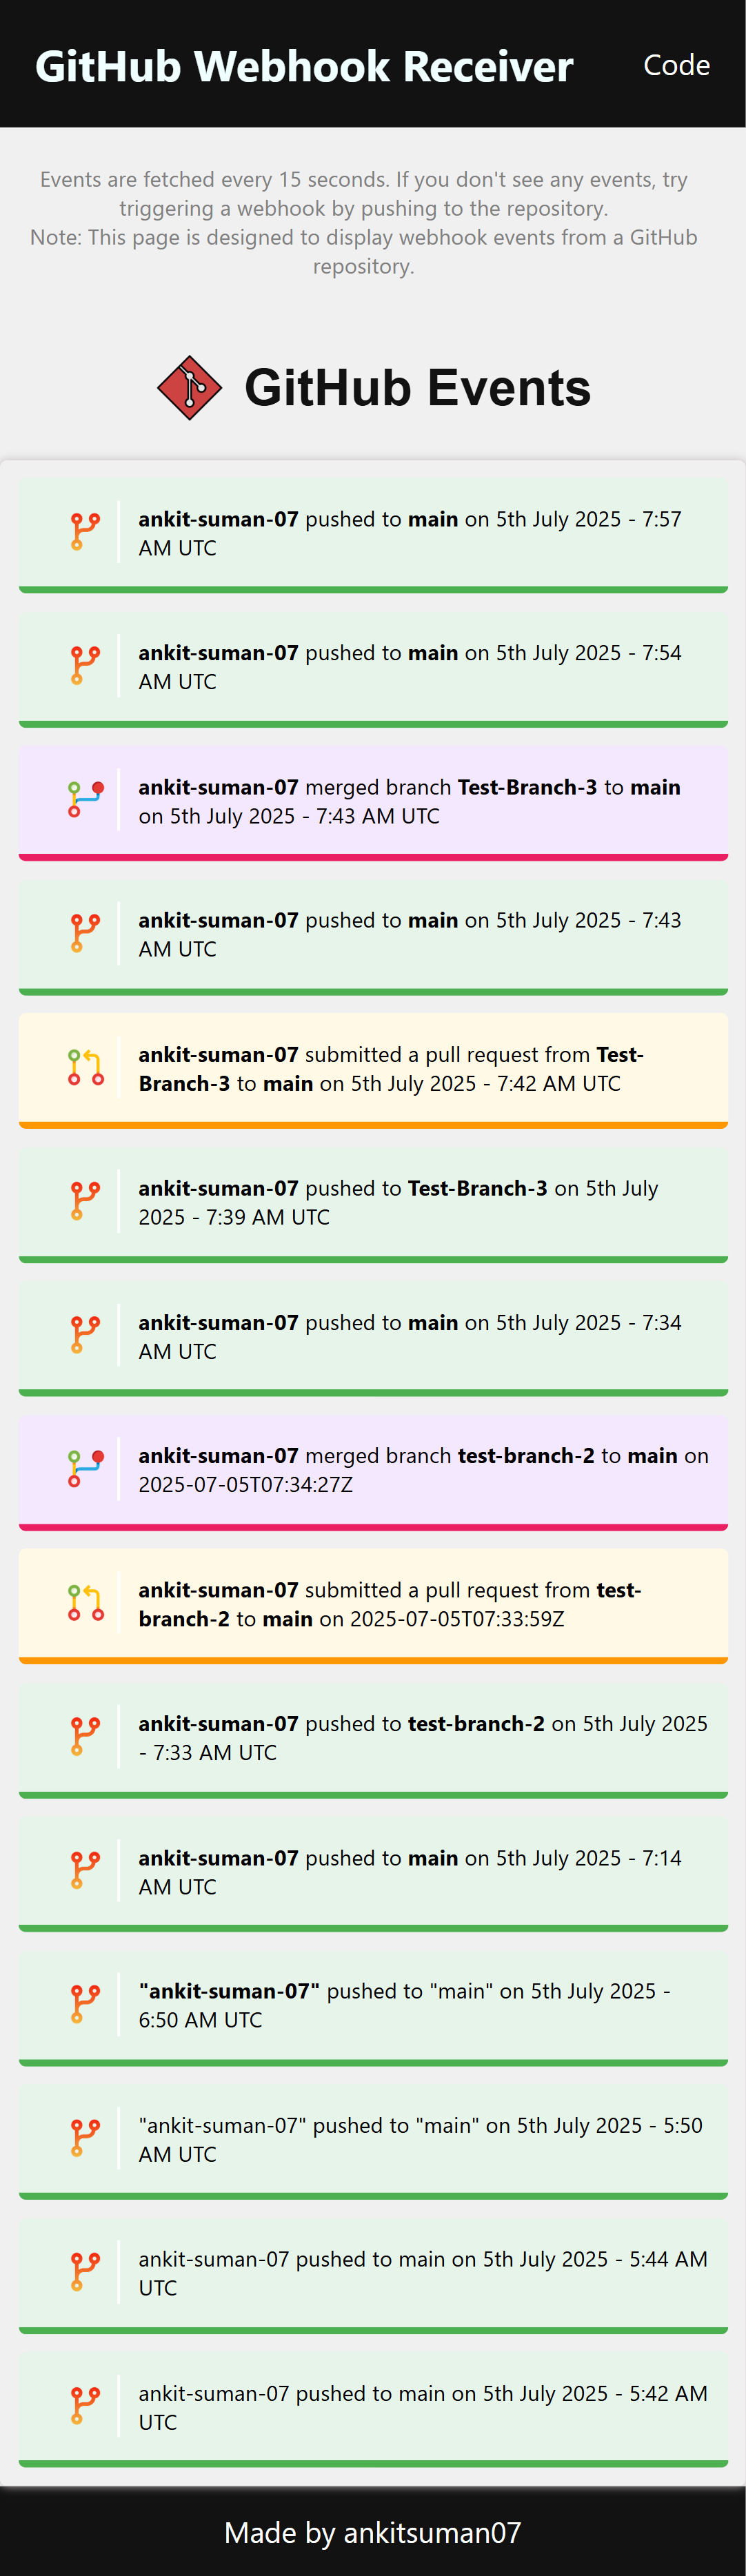 GitHub Webhook Receiver
Code
Events are fetched every 15 seconds. If you don't see any events, try
triggering a webhook by pushing to the repository.
Note: This page is designed to display webhook events from a GitHub
repository.
GitHub Events
ankit-suman-07 pushed to main on 5th July 2025 - 7:57
AM UTC
ankit-suman-07 pushed to main on 5th July 2025 - 7:54
AM UTC
ankit-suman-07 merged branch Test-Branch-3 to main
on 5th July 2025 - 7:43 AM UTC
ankit-suman-07 pushed to main on 5th July 2025 - 7:43
AM UTC
ankit-suman-07 submitted a pull request from Test-
Branch-3 to main on 5th July 2025 - 7:42 AM UTC
ankit-suman-07 pushed to Test-Branch-3 on 5th July
2025 - 7:39 AM UTC
ankit-suman-07 pushed to main on 5th July 2025 - 7:34
AM UTC
ankit-suman-07 merged branch test-branch-2 to main on
2025-07-05T07:34:27Z
ankit-suman-07 submitted a pull request from test-
branch-2 to main on 2025-07-05T07:33:59Z
ankit-suman-07 pushed to test-branch-2 on 5th July 2025
- 7:33 AM UTC
ankit-suman-07 pushed to main on 5th July 2025 - 7:14
AM UTC
"ankit-suman-07" pushed to "main" on 5th July 2025 -
6:50 AM UTC
"ankit-suman-07" pushed to "main" on 5th July 2025 - 5:50
AM UTC
ankit-suman-07 pushed to main on 5th July 2025 - 5:44 AM
UTC
ankit-suman-07 pushed to main on 5th July 2025 - 5:42 AM
UTC
Made by ankitsuman07